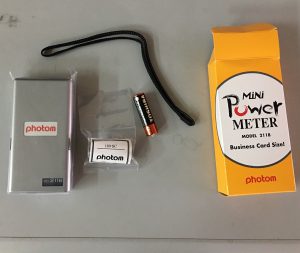 photom
photom
MiNi
Power
METER
MODEL 211B
Business Card Size!
photom